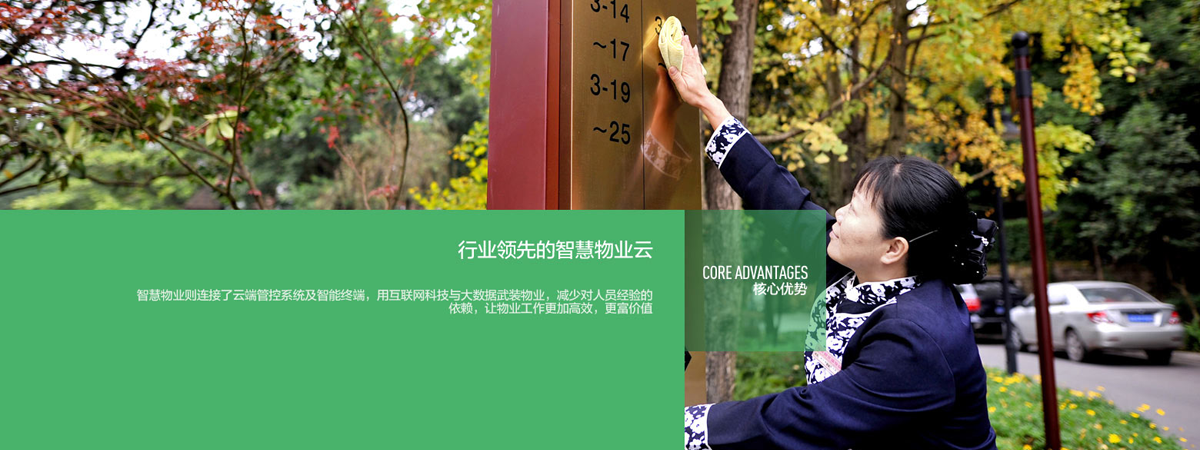 3-14
~17
3-19
~25
行业领先的智慧物业云
智慧物业则连接了云端管控系统及智能终端，用互联网科技与大数据武装物业，减少对人员经验的
依赖，让物业工作更加高效，更富价值
CORE ADVANTAGES
核心优势